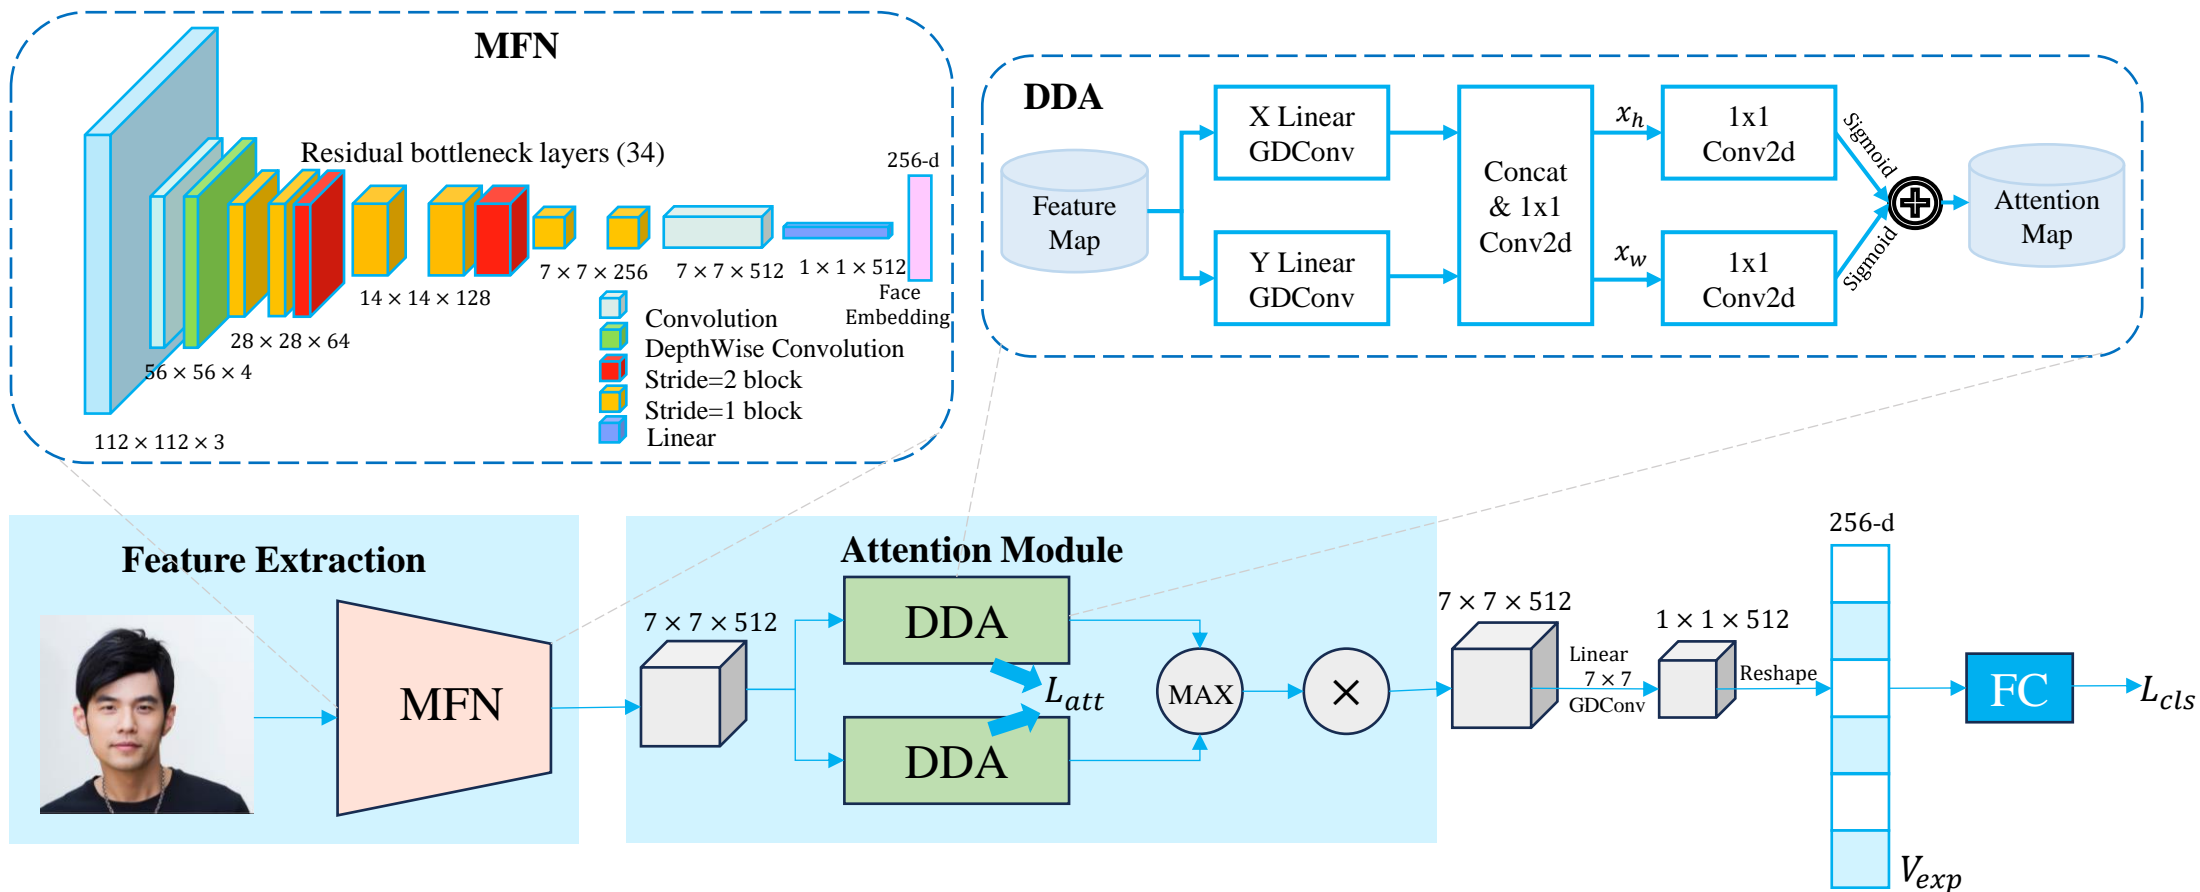 MFN
Residual bottleneck layers (34)
256-d
7 × 7 × 256
7 × 7 × 512
1 × 1 × 512
14 × 14 × 128
28 × 28 × 64
56 × 56 × 4
112 × 112 × 3
Face
Embedding
Convolution
DepthWise Convolution
Stride=2 block
Stride=1 block
Linear
DDA
Feature
Map
X Linear
GDConv
Y Linear
GDConv
Concat
& 1x1
Conv2d
x_h
x_w
1x1
Conv2d
1x1
Conv2d
Sigmoid
Sigmoid
Attention
Map
Feature Extraction
MFN
Attention Module
7 × 7 × 512
DDA
L_att
DDA
MAX
×
7 × 7 × 512
Linear
7 × 7
GDConv
1 × 1 × 512
Reshape
256-d
V_exp
FC
L_cls